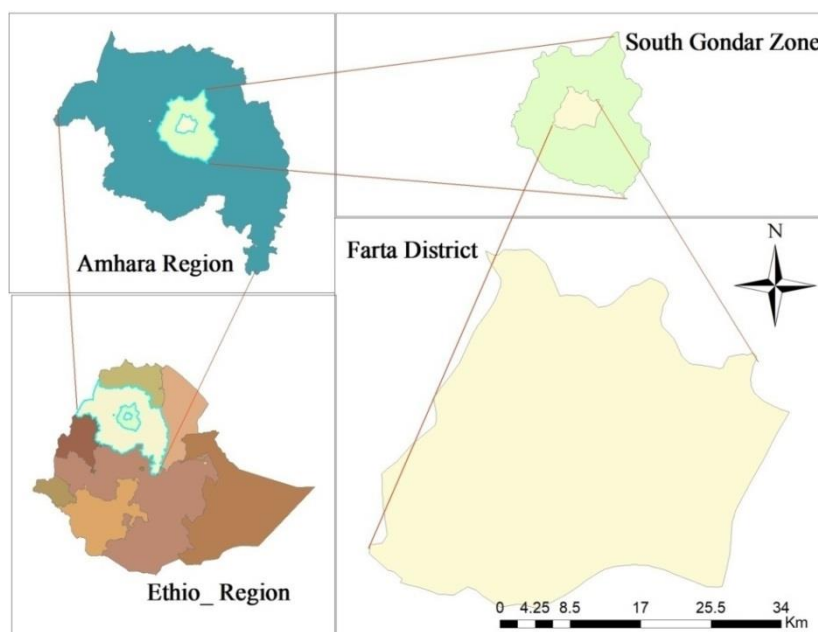 South Gondar Zone
Amhara Region
Farta District
N
Ethio_ Region
0 4.25 8.5 17 25.5 34
Km